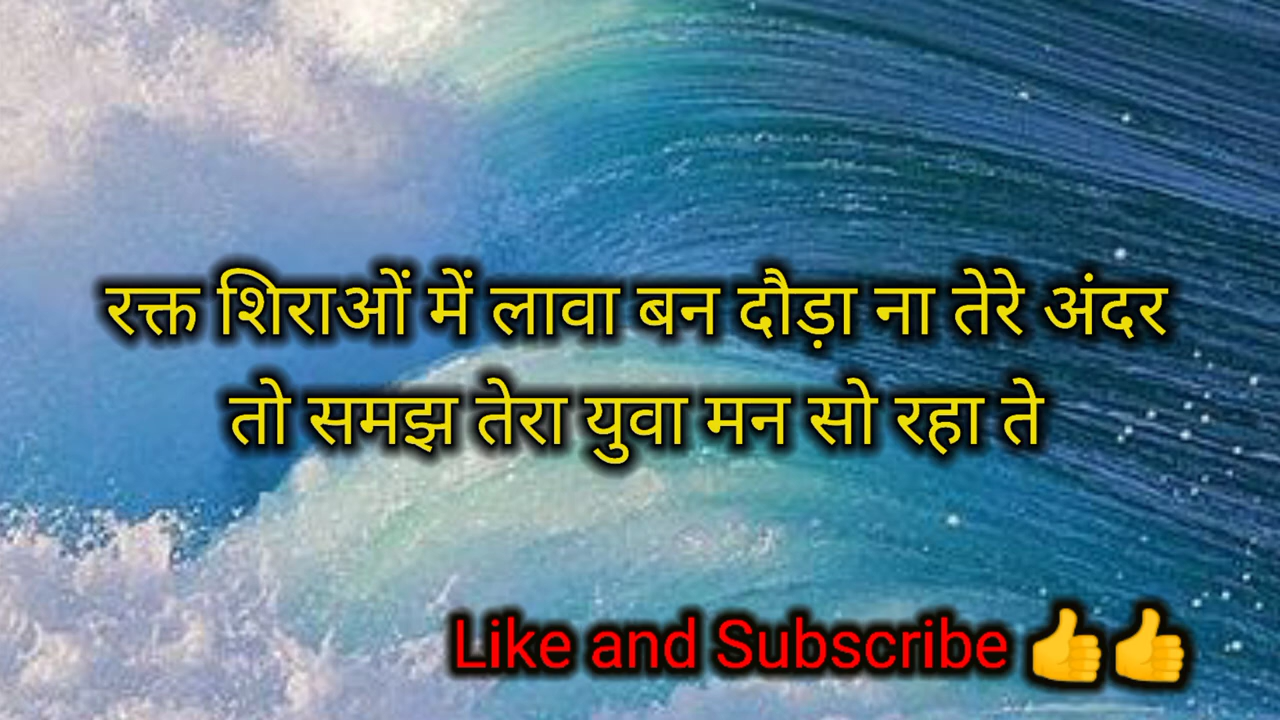 रक्त शिराओं में लावा बन दौड़ा ना तेरे अंदर
तो समझ तेरा युवा मन सो रहा ते
Like and Subscribe 👍👍